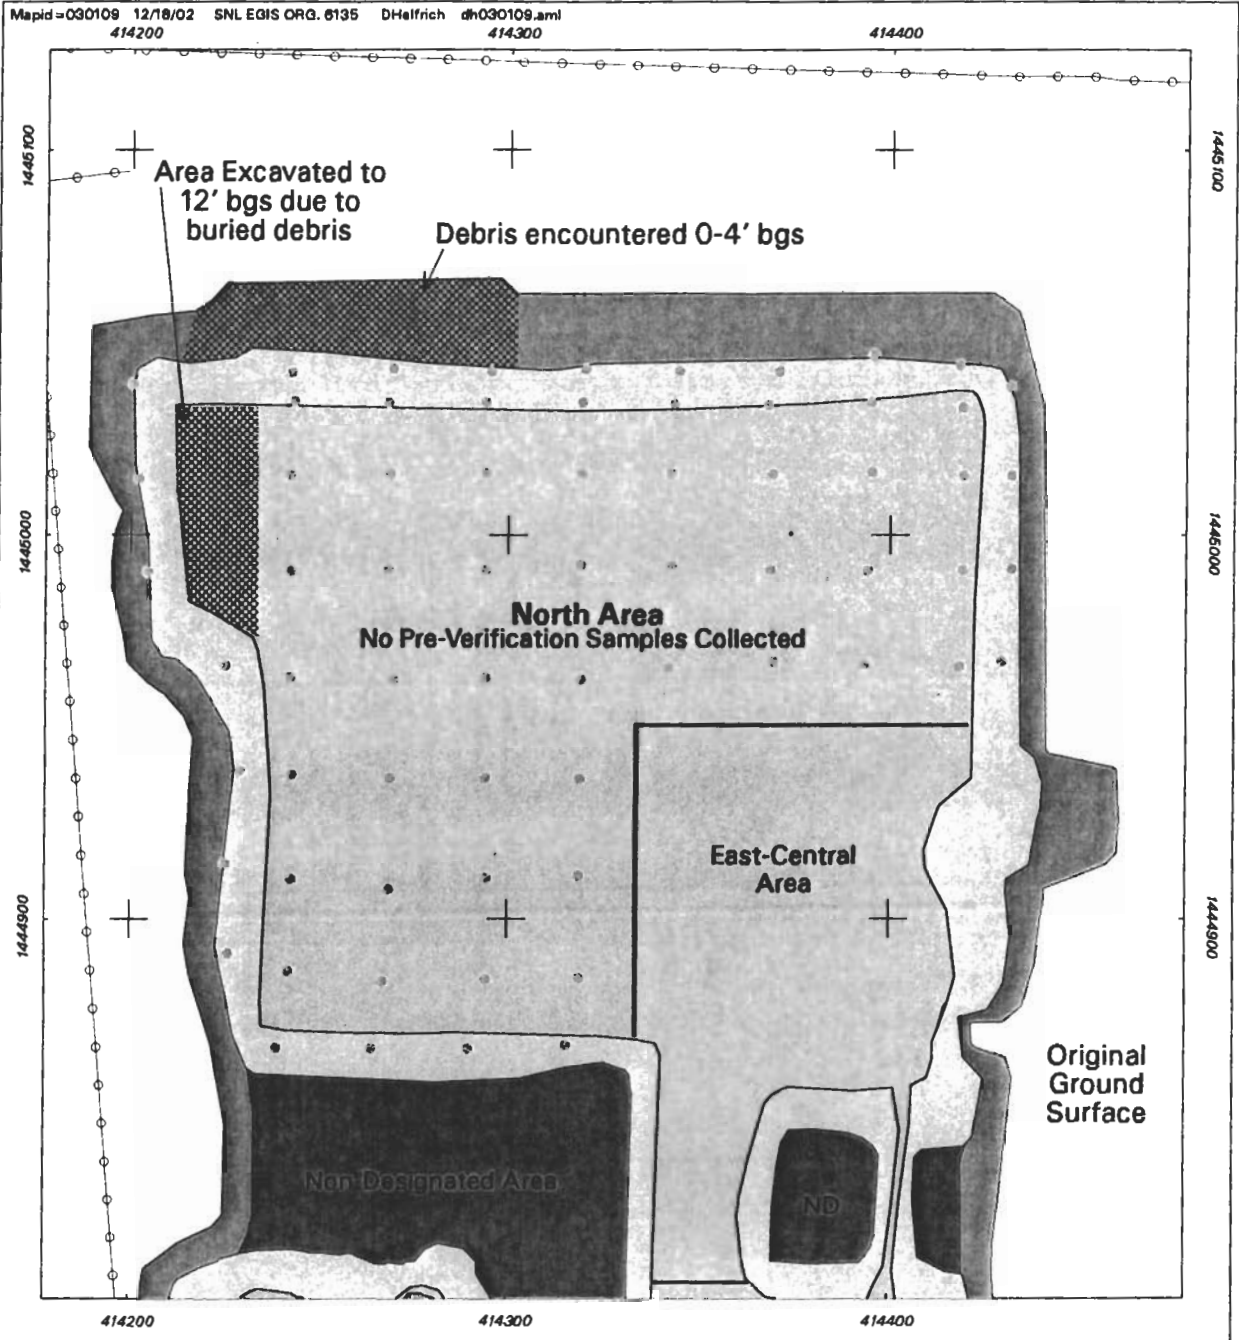 Mapid=030109 12/18/02 SNL EGIS ORG. 6135 DHelfrich dh030109.aml
414200 414300 414400
1445100
1445100
Area Excavated to
12' bgs due to
buried debris
Debris encountered 0-4' bgs
1445000
1445000
North Area
No Pre-Verification Samples Collected
East-Central
Area
1444900
1444900
Original
Ground
Surface
Non Designated Area
ND
414200 414300 414400